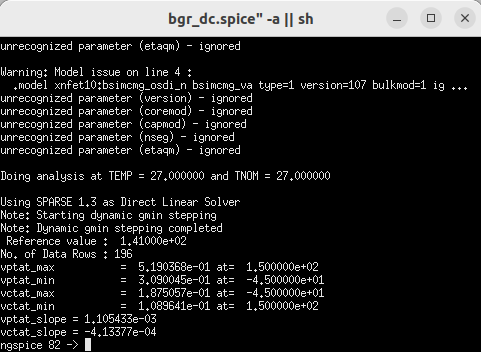 bgr_dc.spice" -a || sh
unrecognized parameter (etaqm) - ignored
Warning: Model issue on line 4 :
.model xnfet10:bsimcmg_osdi_n bsimcmg_va type=1 version=107 bulkmod=1 ig ...
unrecognized parameter (version) - ignored
unrecognized parameter (coremod) - ignored
unrecognized parameter (capmod) - ignored
unrecognized parameter (nseg) - ignored
unrecognized parameter (etaqm) - ignored
Doing analysis at TEMP = 27.000000 and TNOM = 27.000000
Using SPARSE 1.3 as Direct Linear Solver
Note: Starting dynamic gmin stepping
Note: Dynamic gmin stepping completed
Reference value : 1.41000e+02
No. of Data Rows : 196
vptat_max = 5.190368e-01 at= 1.500000e+02
vptat_min = 3.090045e-01 at= -4.500000e+01
vctat_max = 1.875057e-01 at= -4.500000e+01
vctat_min = 1.089641e-01 at= 1.500000e+02
vptat_slope = 1.105433e-03
vctat_slope = -4.13377e-04
ngspice 82 ->